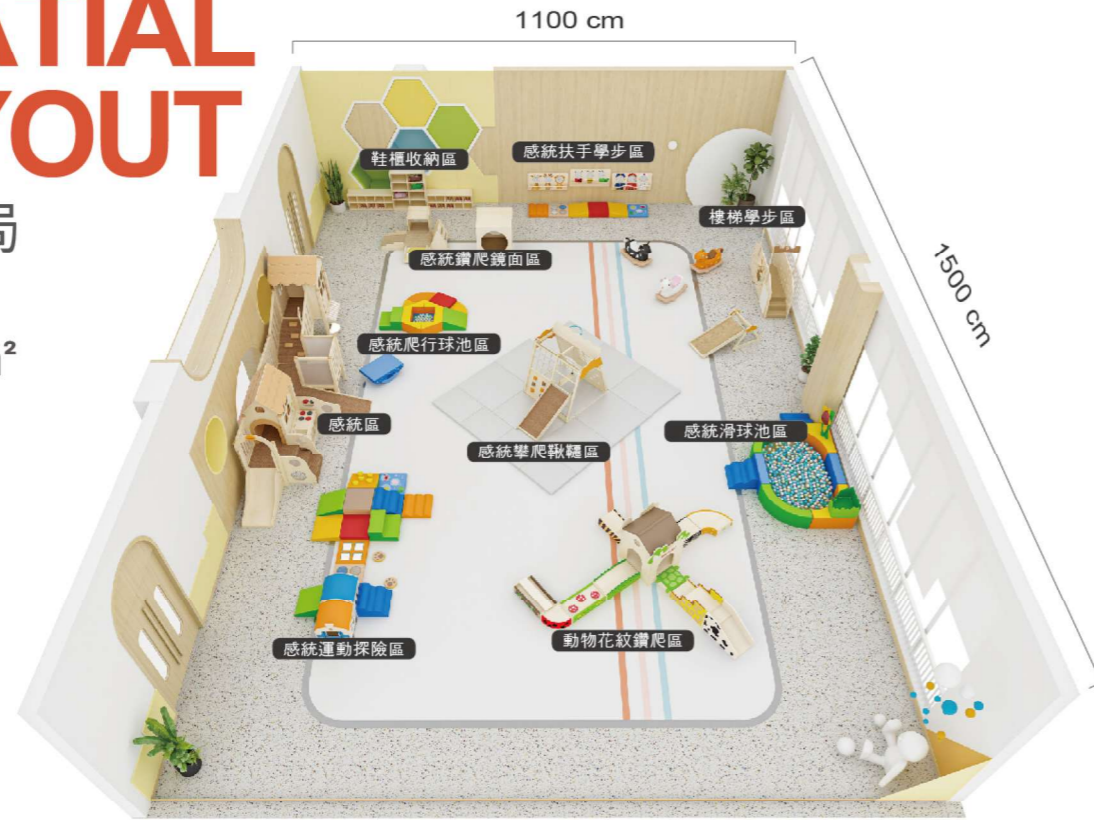 ATIAL
YOUT
局
m²
1100 cm
1500 cm
鞋櫃收納區
感統扶手學步區
樓梯學步區
感統鑽爬鏡面區
感統爬行球池區
感統區
感統攀爬鞦韆區
感統滑球池區
感統運動探險區
動物花紋鑽爬區